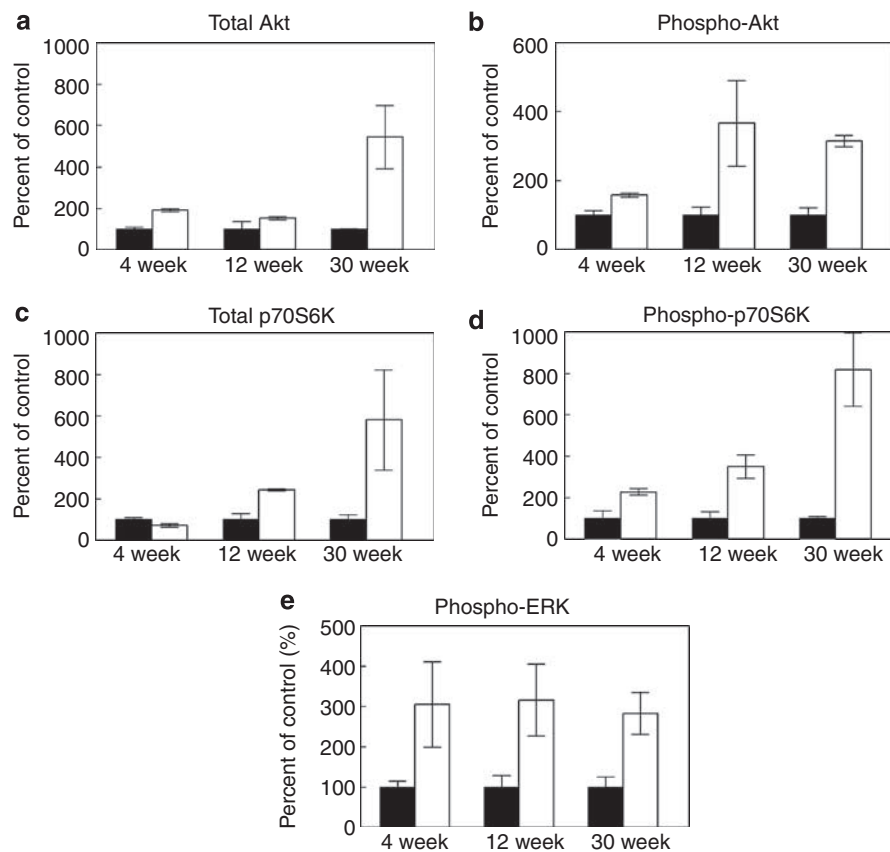 a
Total Akt
Percent of control
1000
800
600
400
200
0
4 week 12 week 30 week
b
Phospho-Akt
Percent of control
600
400
200
0
4 week 12 week 30 week
c
Total p70S6K
Percent of control
1000
800
600
400
200
0
4 week 12 week 30 week
d
Phospho-p70S6K
Percent of control
1000
800
600
400
200
0
4 week 12 week 30 week
e
Phospho-ERK
Percent of control (%)
500
400
300
200
100
0
4 week 12 week 30 week